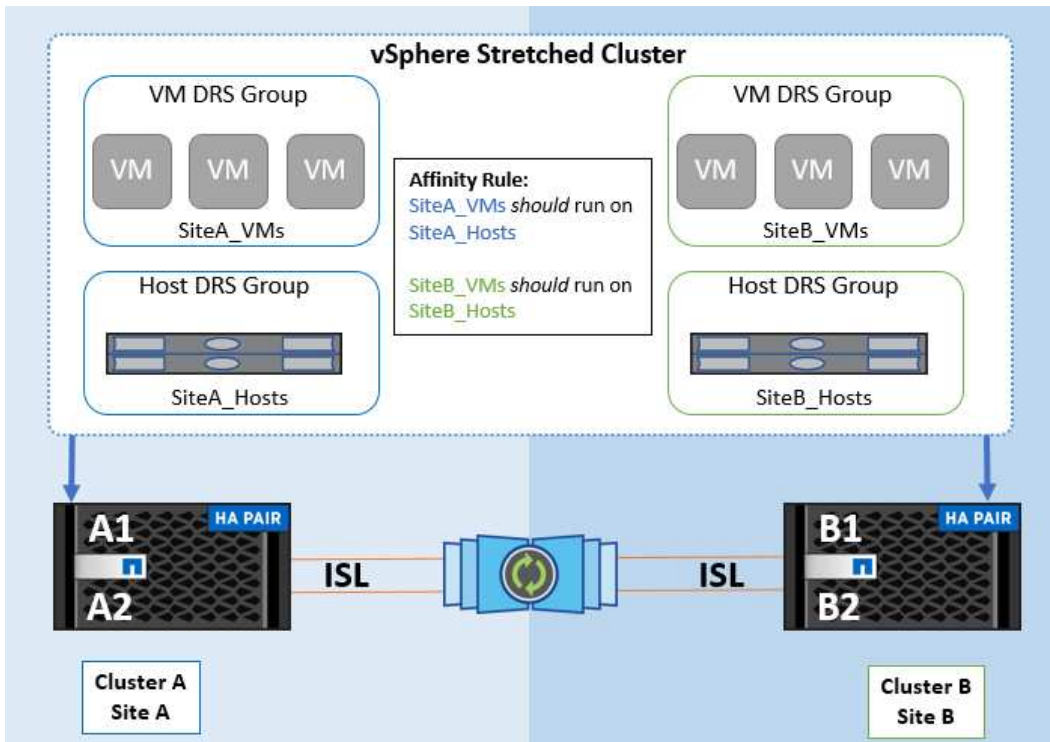 vSphere Stretched Cluster
VM DRS Group
VM VM VM
SiteA_VMs
Host DRS Group
SiteA_Hosts
Affinity Rule:
SiteA_VMs should run on
SiteA_Hosts
SiteB_VMs should run on
SiteB_Hosts
VM DRS Group
VM VM VM
SiteB_VMs
Host DRS Group
SiteB_Hosts
A1
HA PAIR
A2
ISL
ISL
B1
HA PAIR
B2
Cluster A
Site A
Cluster B
Site B